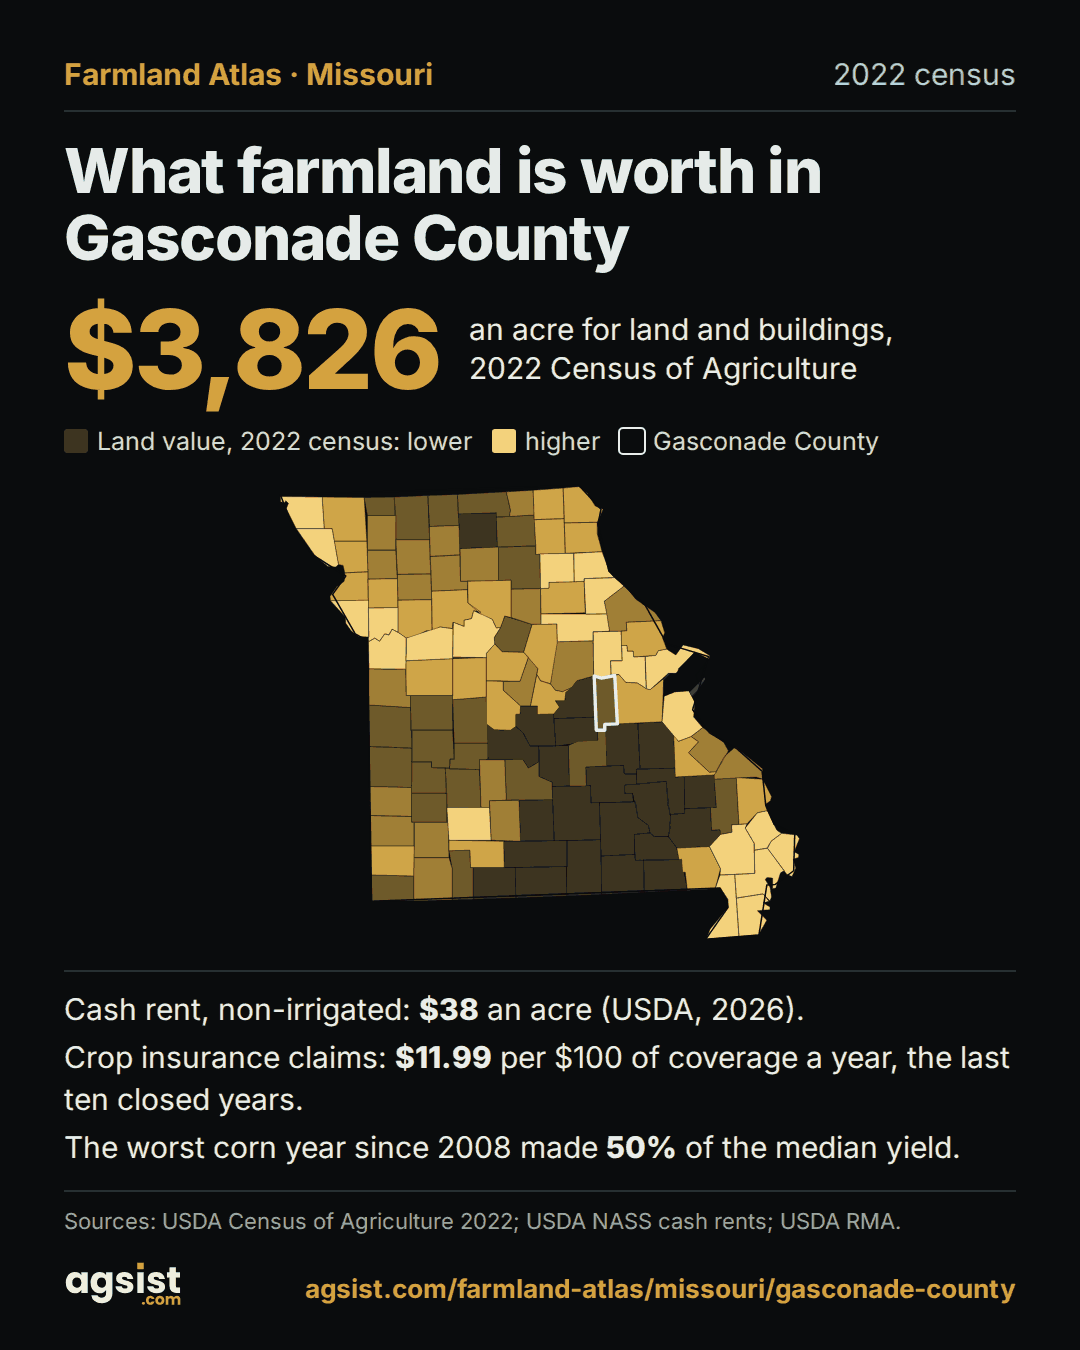 Farmland Atlas · Missouri
2022 census
What farmland is worth in
Gasconade County
$3,826
an acre for land and buildings,
2022 Census of Agriculture
Land value, 2022 census: lower
higher
Gasconade County
Cash rent, non-irrigated: $38 an acre (USDA, 2026).
Crop insurance claims: $11.99 per $100 of coverage a year, the last
ten closed years.
The worst corn year since 2008 made 50% of the median yield.
Sources: USDA Census of Agriculture 2022; USDA NASS cash rents; USDA RMA.
agsist
.com
agsist.com/farmland-atlas/missouri/gasconade-county